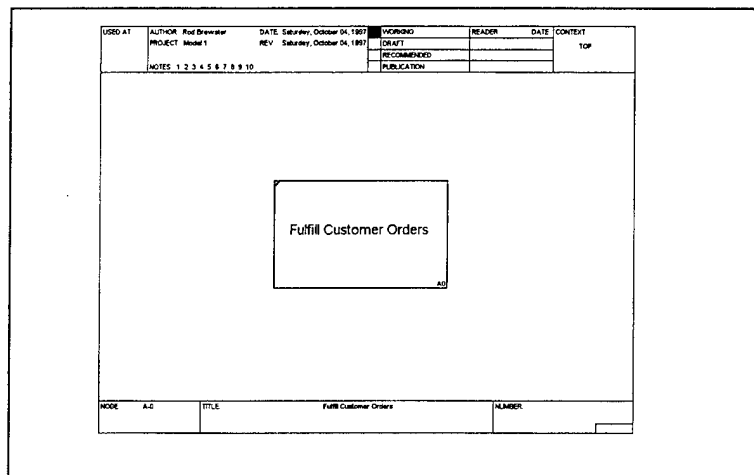 USED AT
AUTHOR Rod Brewster
DATE Saturday, October 04, 1997
PROJECT Model 1
REV Saturday, October 04, 1997
NOTES 1 2 3 4 5 6 7 8 9 10
WORKING
DRAFT
RECOMMENDED
PUBLICATION
READER DATE
CONTEXT
TOP
Fulfill Customer Orders
A0
NODE A-0
TITLE Fulfill Customer Orders
NUMBER